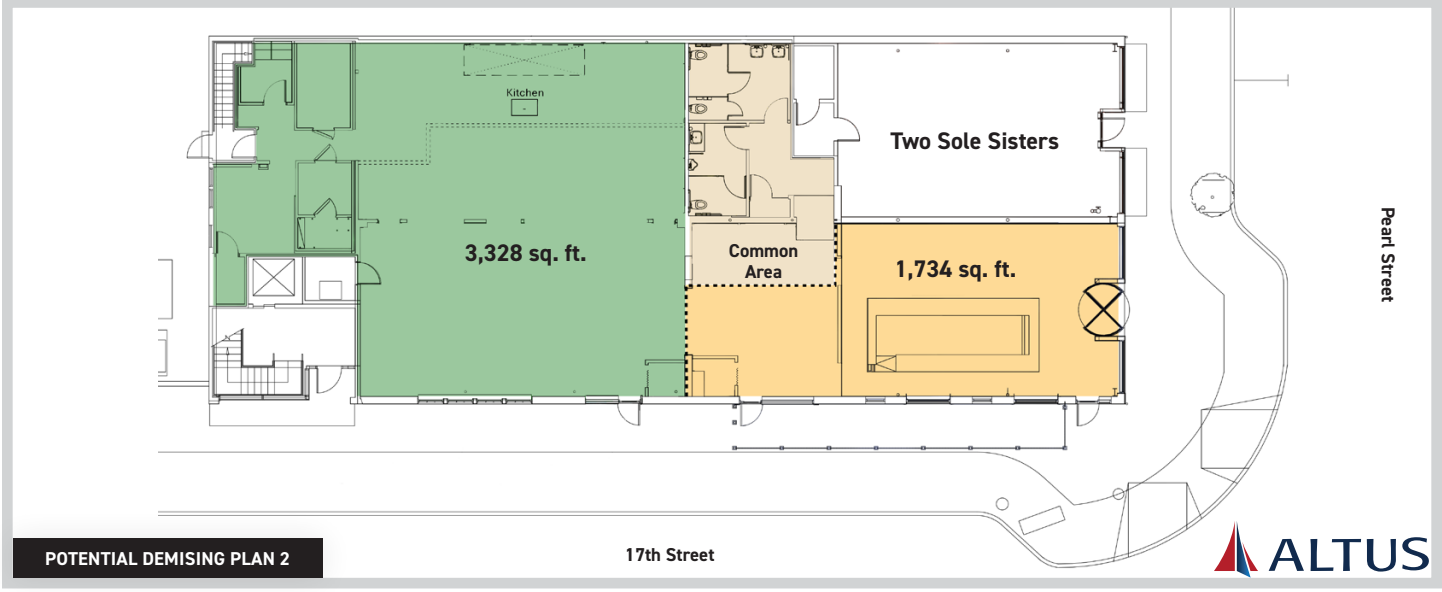 Kitchen
Two Sole Sisters
3,328 sq. ft.
Common
Area
1,734 sq. ft.
Pearl Street
17th Street
POTENTIAL DEMISING PLAN 2
ALTUS